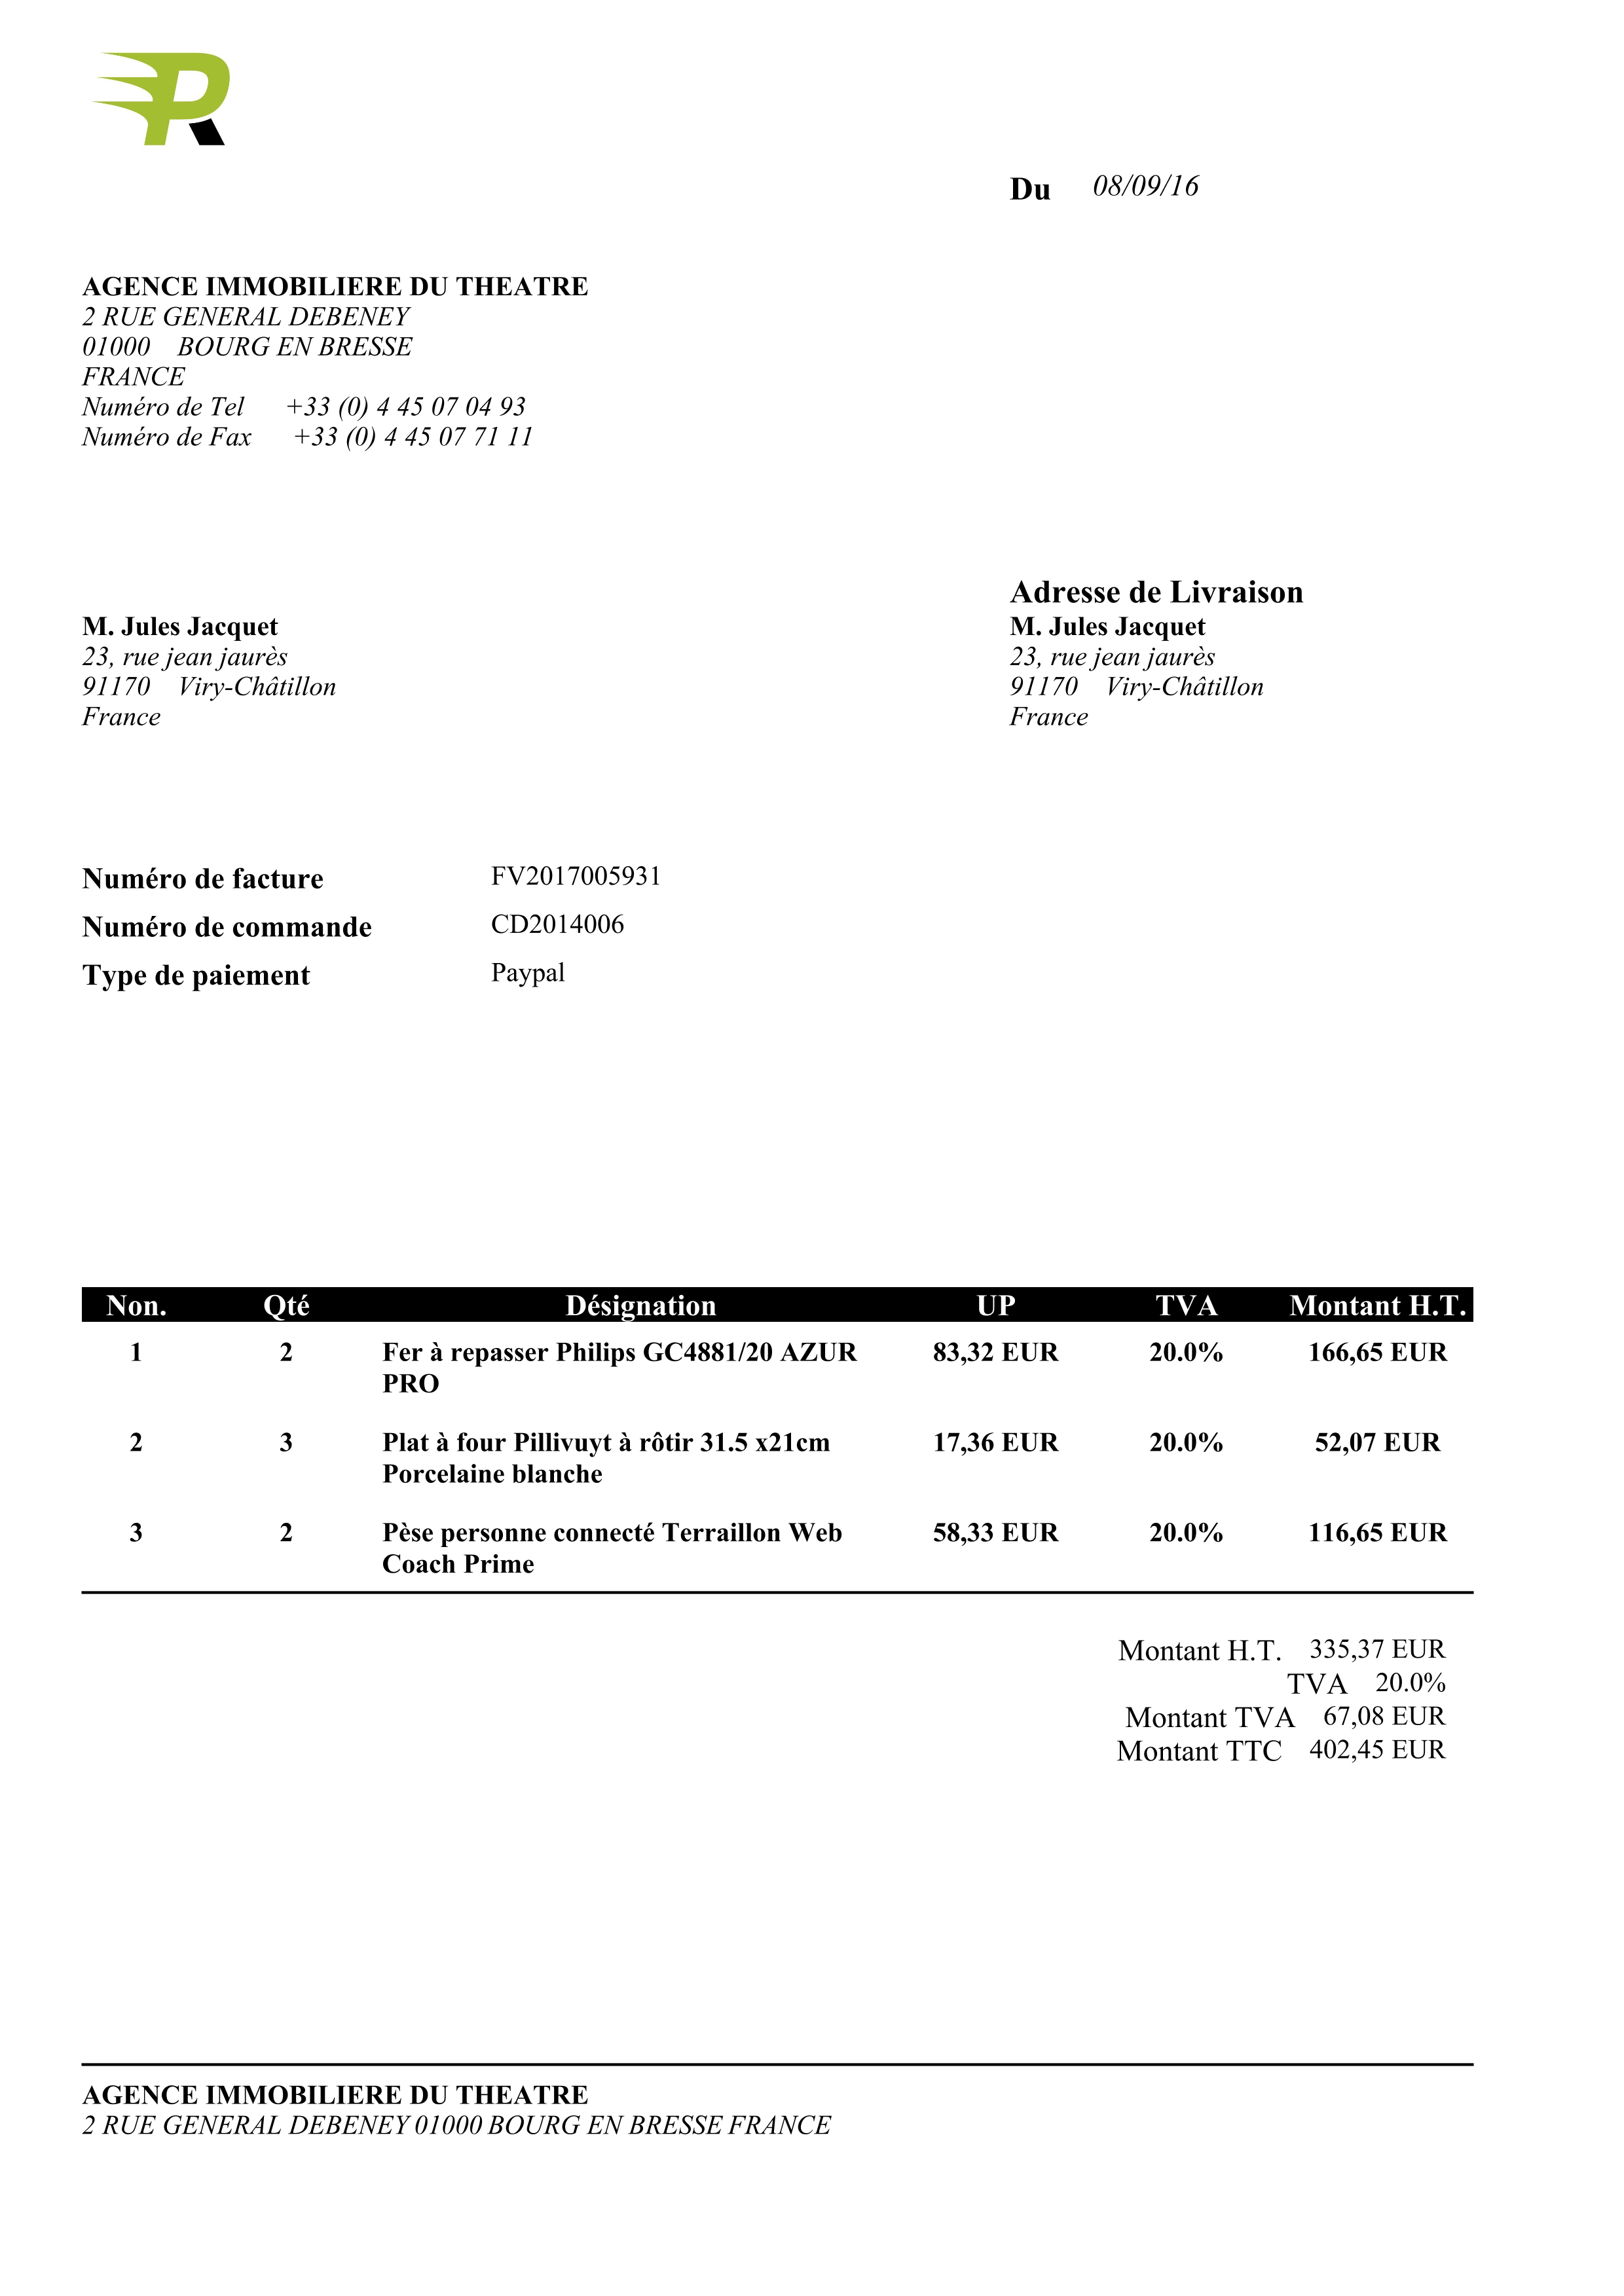 PR
Du 08/09/16
AGENCE IMMOBILIERE DU THEATRE
2 RUE GENERAL DEBENEY
01000 BOURG EN BRESSE
FRANCE
Numéro de Tel +33 (0) 4 45 07 04 93
Numéro de Fax +33 (0) 4 45 07 71 11
Adresse de Livraison
M. Jules Jacquet M. Jules Jacquet
23, rue jean jaurès 23, rue jean jaurès
91170 Viry-Châtillon 91170 Viry-Châtillon
France France
Numéro de facture FV2017005931
Numéro de commande CD2014006
Type de paiement Paypal
Non. Qté Désignation UP TVA Montant H.T.
1 2 Fer à repasser Philips GC4881/20 AZUR 83,32 EUR 20.0% 166,65 EUR
PRO
2 3 Plat à four Pillivuyt à rôtir 31.5 x21cm 17,36 EUR 20.0% 52,07 EUR
Porcelaine blanche
3 2 Pèse personne connecté Terraillon Web 58,33 EUR 20.0% 116,65 EUR
Coach Prime
Montant H.T. 335,37 EUR
TVA 20.0%
Montant TVA 67,08 EUR
Montant TTC 402,45 EUR
AGENCE IMMOBILIERE DU THEATRE
2 RUE GENERAL DEBENEY 01000 BOURG EN BRESSE FRANCE